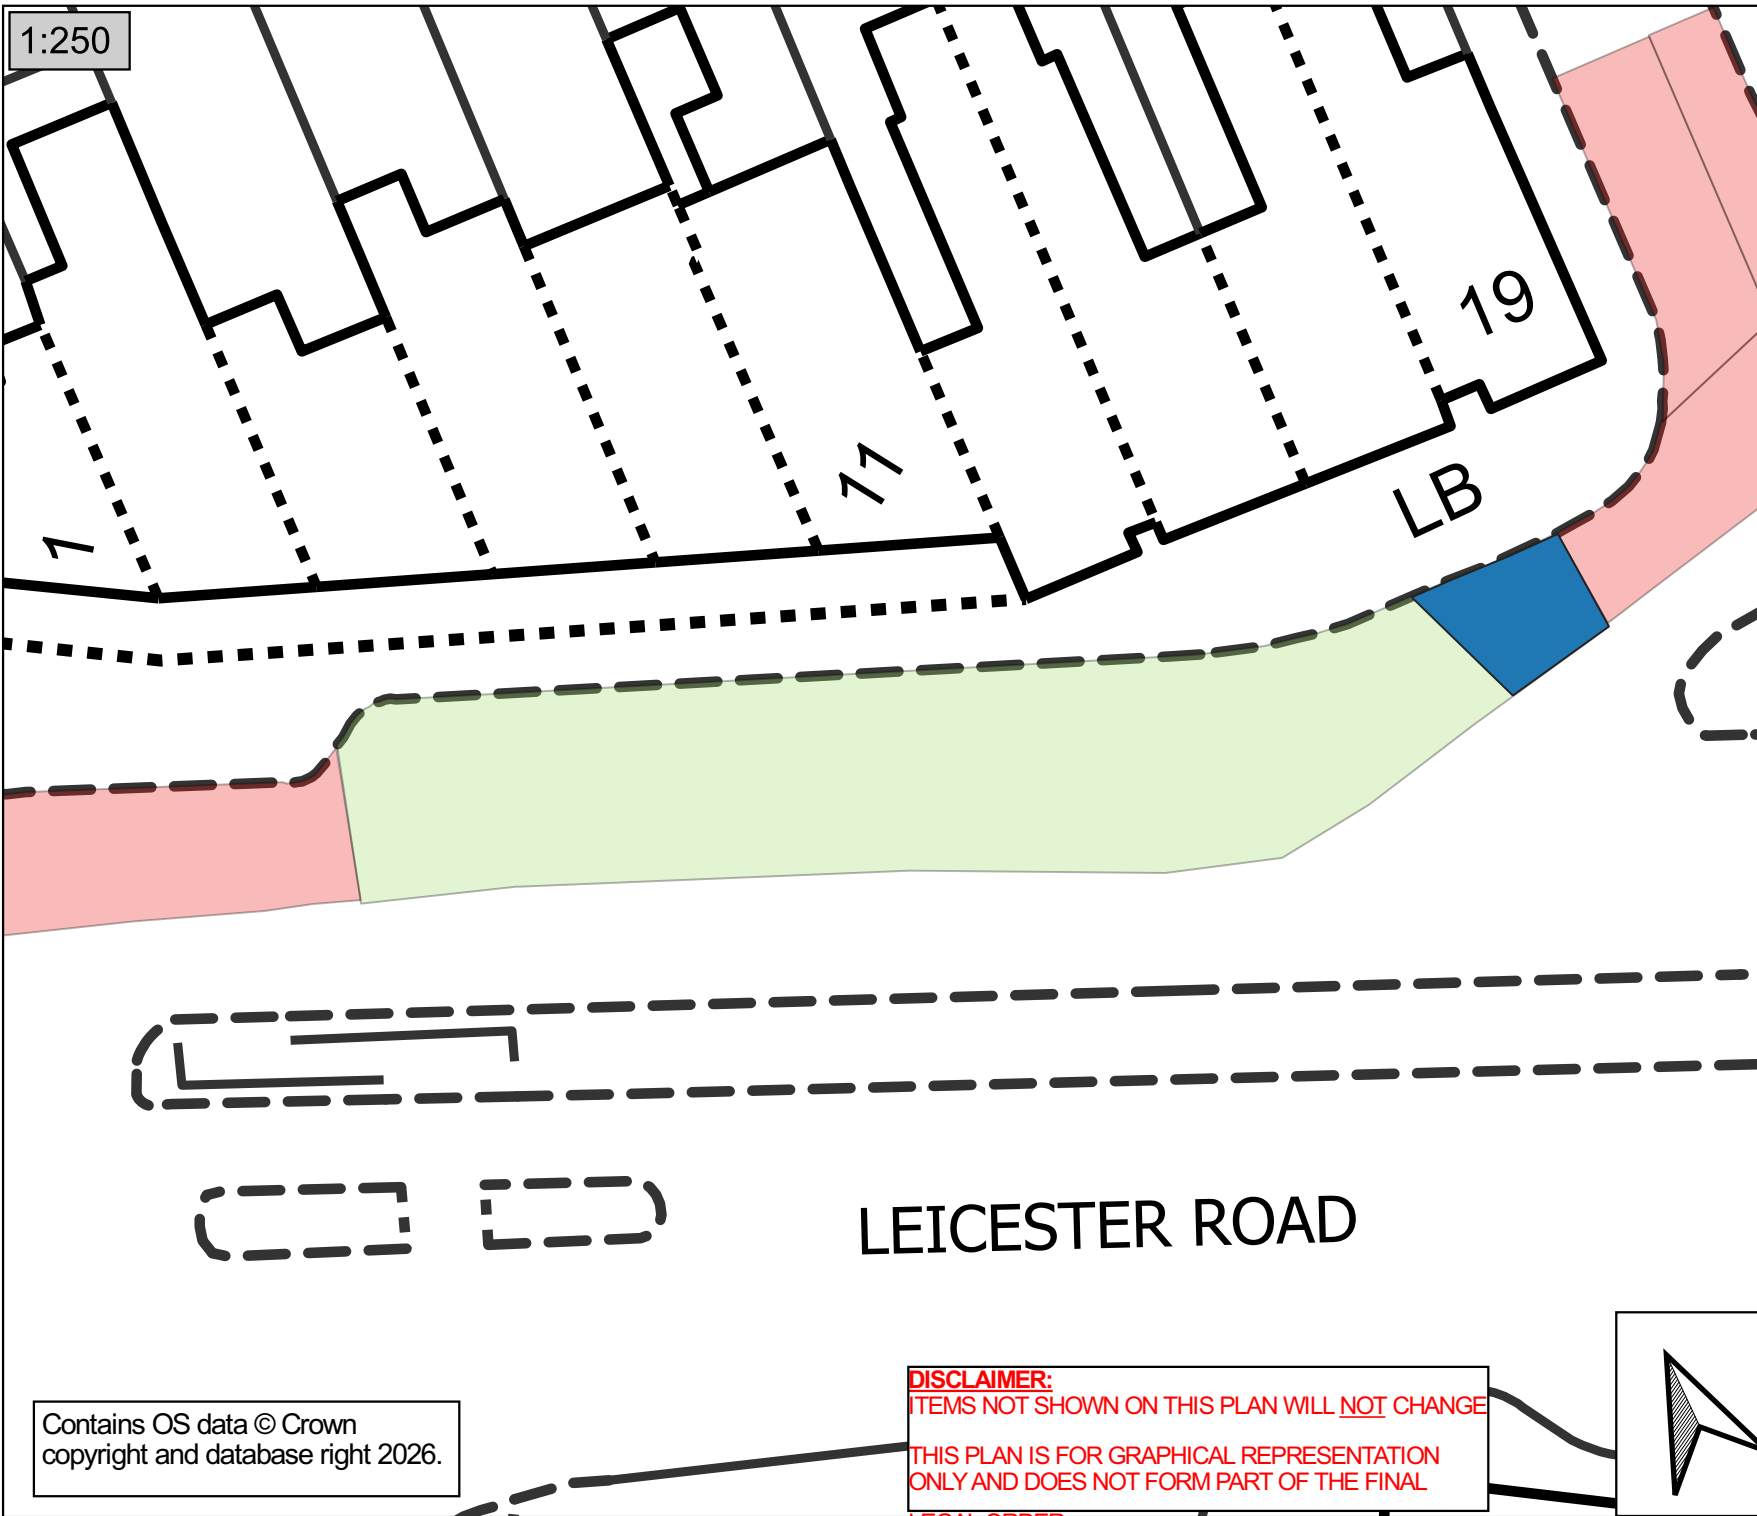 1:250
19
11
LB
1
LEICESTER ROAD
DISCLAIMER:
ITEMS NOT SHOWN ON THIS PLAN WILL NOT CHANGE
THIS PLAN IS FOR GRAPHICAL REPRESENTATION
ONLY AND DOES NOT FORM PART OF THE FINAL
Contains OS data © Crown
copyright and database right 2026.